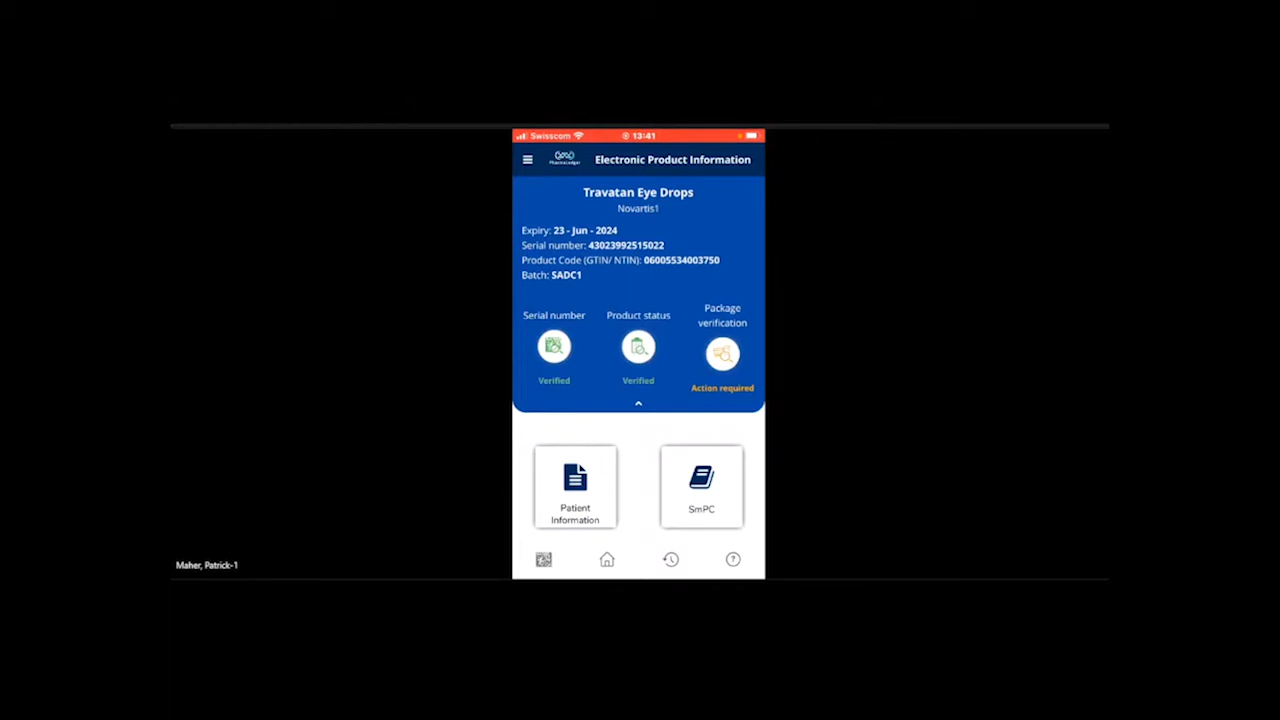 Swisscom 13:41
PharmaLedger Electronic Product Information
Travatan Eye Drops
Novartis1
Expiry: 23 - Jun - 2024
Serial number: 43023992515022
Product Code (GTIN/ NTIN): 06005534003750
Batch: SADC1
Serial number
Product status
Package
verification
Verified
Verified
Action required
Patient
Information
SmPC
Maher, Patrick-1